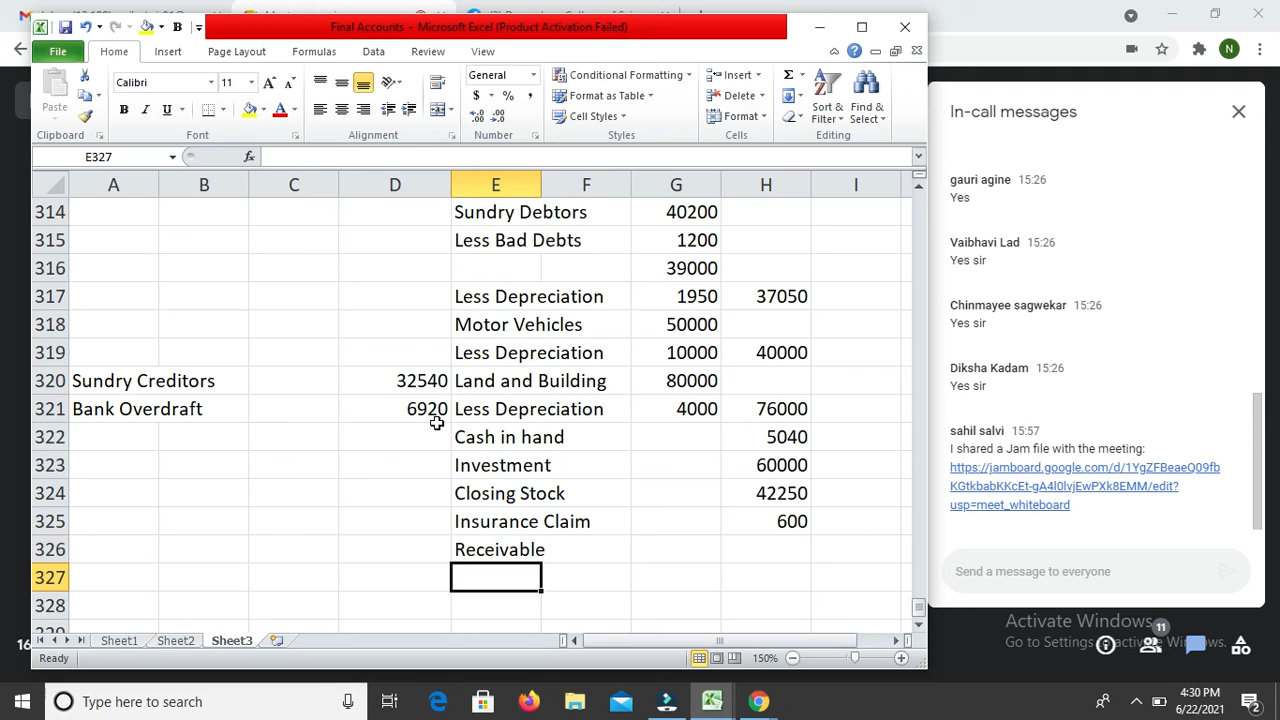 Final Accounts - Microsoft Excel (Product Activation Failed)
File Home Insert Page Layout Formulas Data Review View
Paste
Clipboard
Calibri 11
B I U
Font
Alignment
General
$ % ,
Number
Conditional Formatting
Format as Table
Cell Styles
Styles
Insert
Delete
Format
Cells
Sort & Filter
Find & Select
Editing
E327
A B C D E F G H I
314 Sundry Debtors 40200
315 Less Bad Debts 1200
316 39000
317 Less Depreciation 1950 37050
318 Motor Vehicles 50000
319 Less Depreciation 10000 40000
320 Sundry Creditors 32540 Land and Building 80000
321 Bank Overdraft 6920 Less Depreciation 4000 76000
322 Cash in hand 5040
323 Investment 60000
324 Closing Stock 42250
325 Insurance Claim 600
326 Receivable
327
328
Sheet1 Sheet2 Sheet3
Ready
150%
N
In-call messages
gauri agine 15:26
Yes
Vaibhavi Lad 15:26
Yes sir
Chinmayee sagwekar 15:26
Yes sir
Diksha Kadam 15:26
Yes sir
sahil salvi 15:57
I shared a Jam file with the meeting:
https://jamboard.google.com/d/1YgZFBeaeQ09fb
KGtkbabKKcEt-gA4l0lvjEwPXk8EMM/edit?
usp=meet_whiteboard
Send a message to everyone
Activate Windows
Go to Settings to activate Windows.
11
Type here to search
4:30 PM
6/22/2021
2